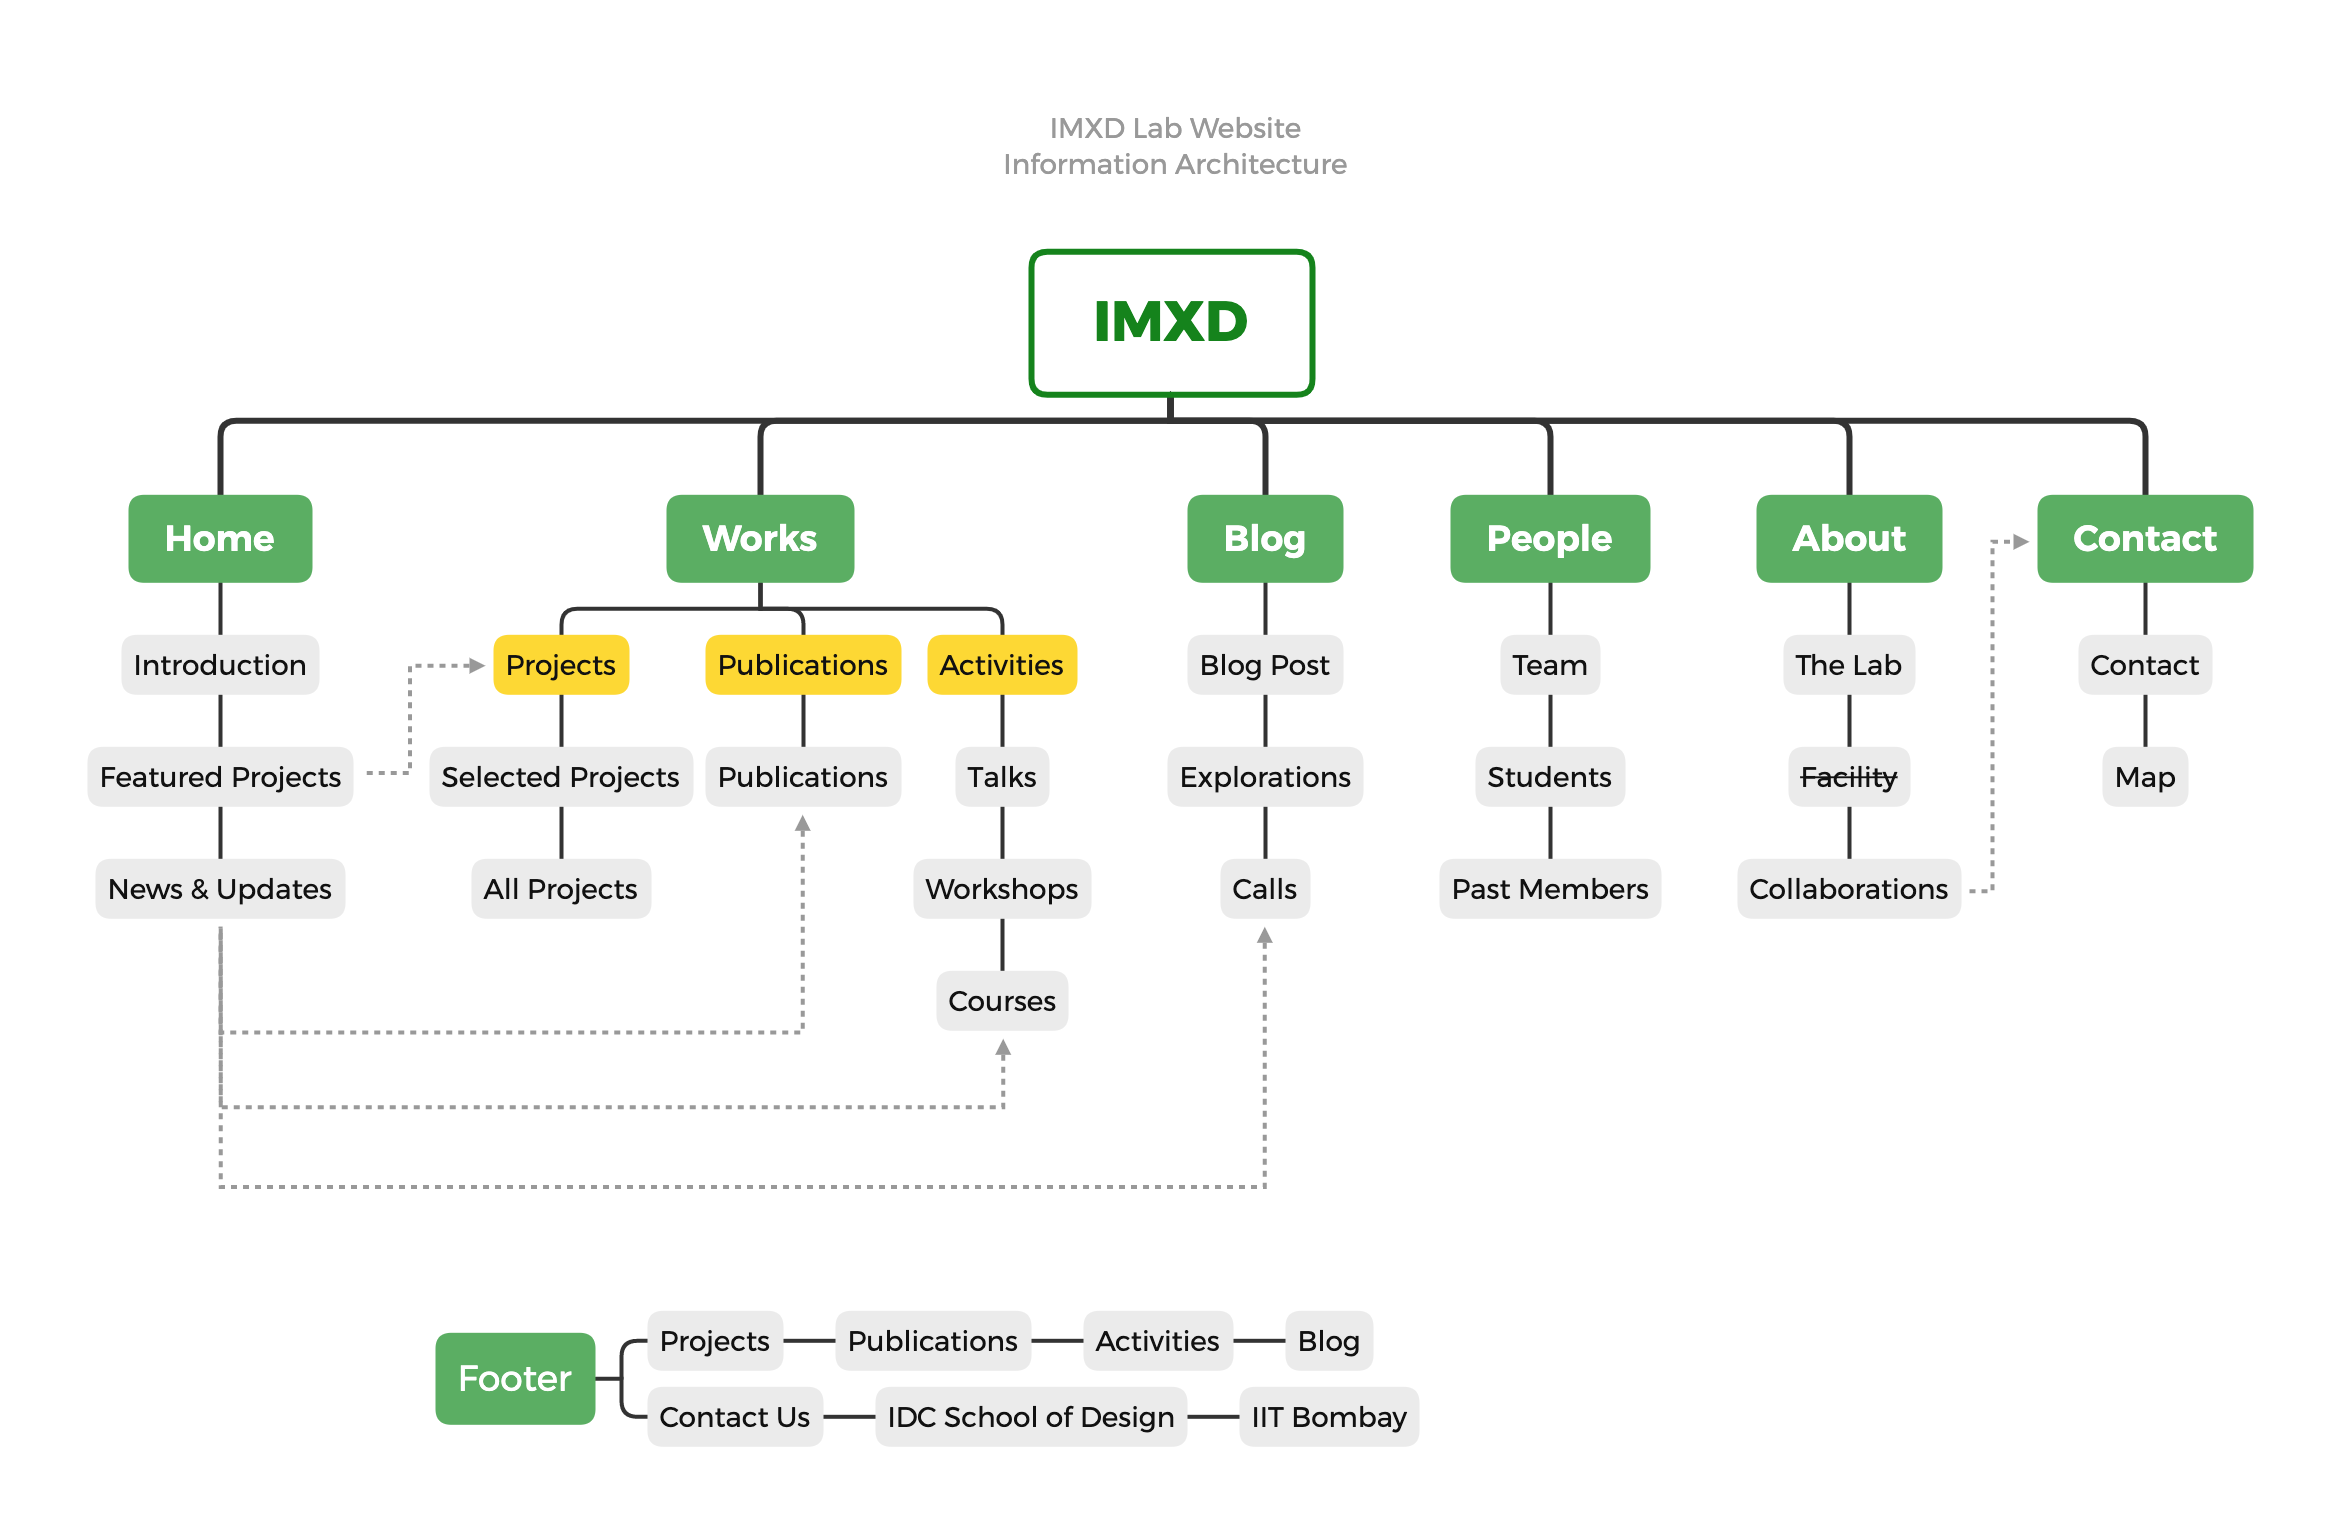 IMXD Lab Website
Information Architecture
IMXD
Home
Works
Blog
People
About
Contact
Introduction
Projects
Publications
Activities
Blog Post
Team
The Lab
Contact
Featured Projects
Selected Projects
Publications
Talks
Explorations
Students
Facility
Map
News & Updates
All Projects
Workshops
Calls
Past Members
Collaborations
Courses
Footer
Projects
Publications
Activities
Blog
Contact Us
IDC School of Design
IIT Bombay